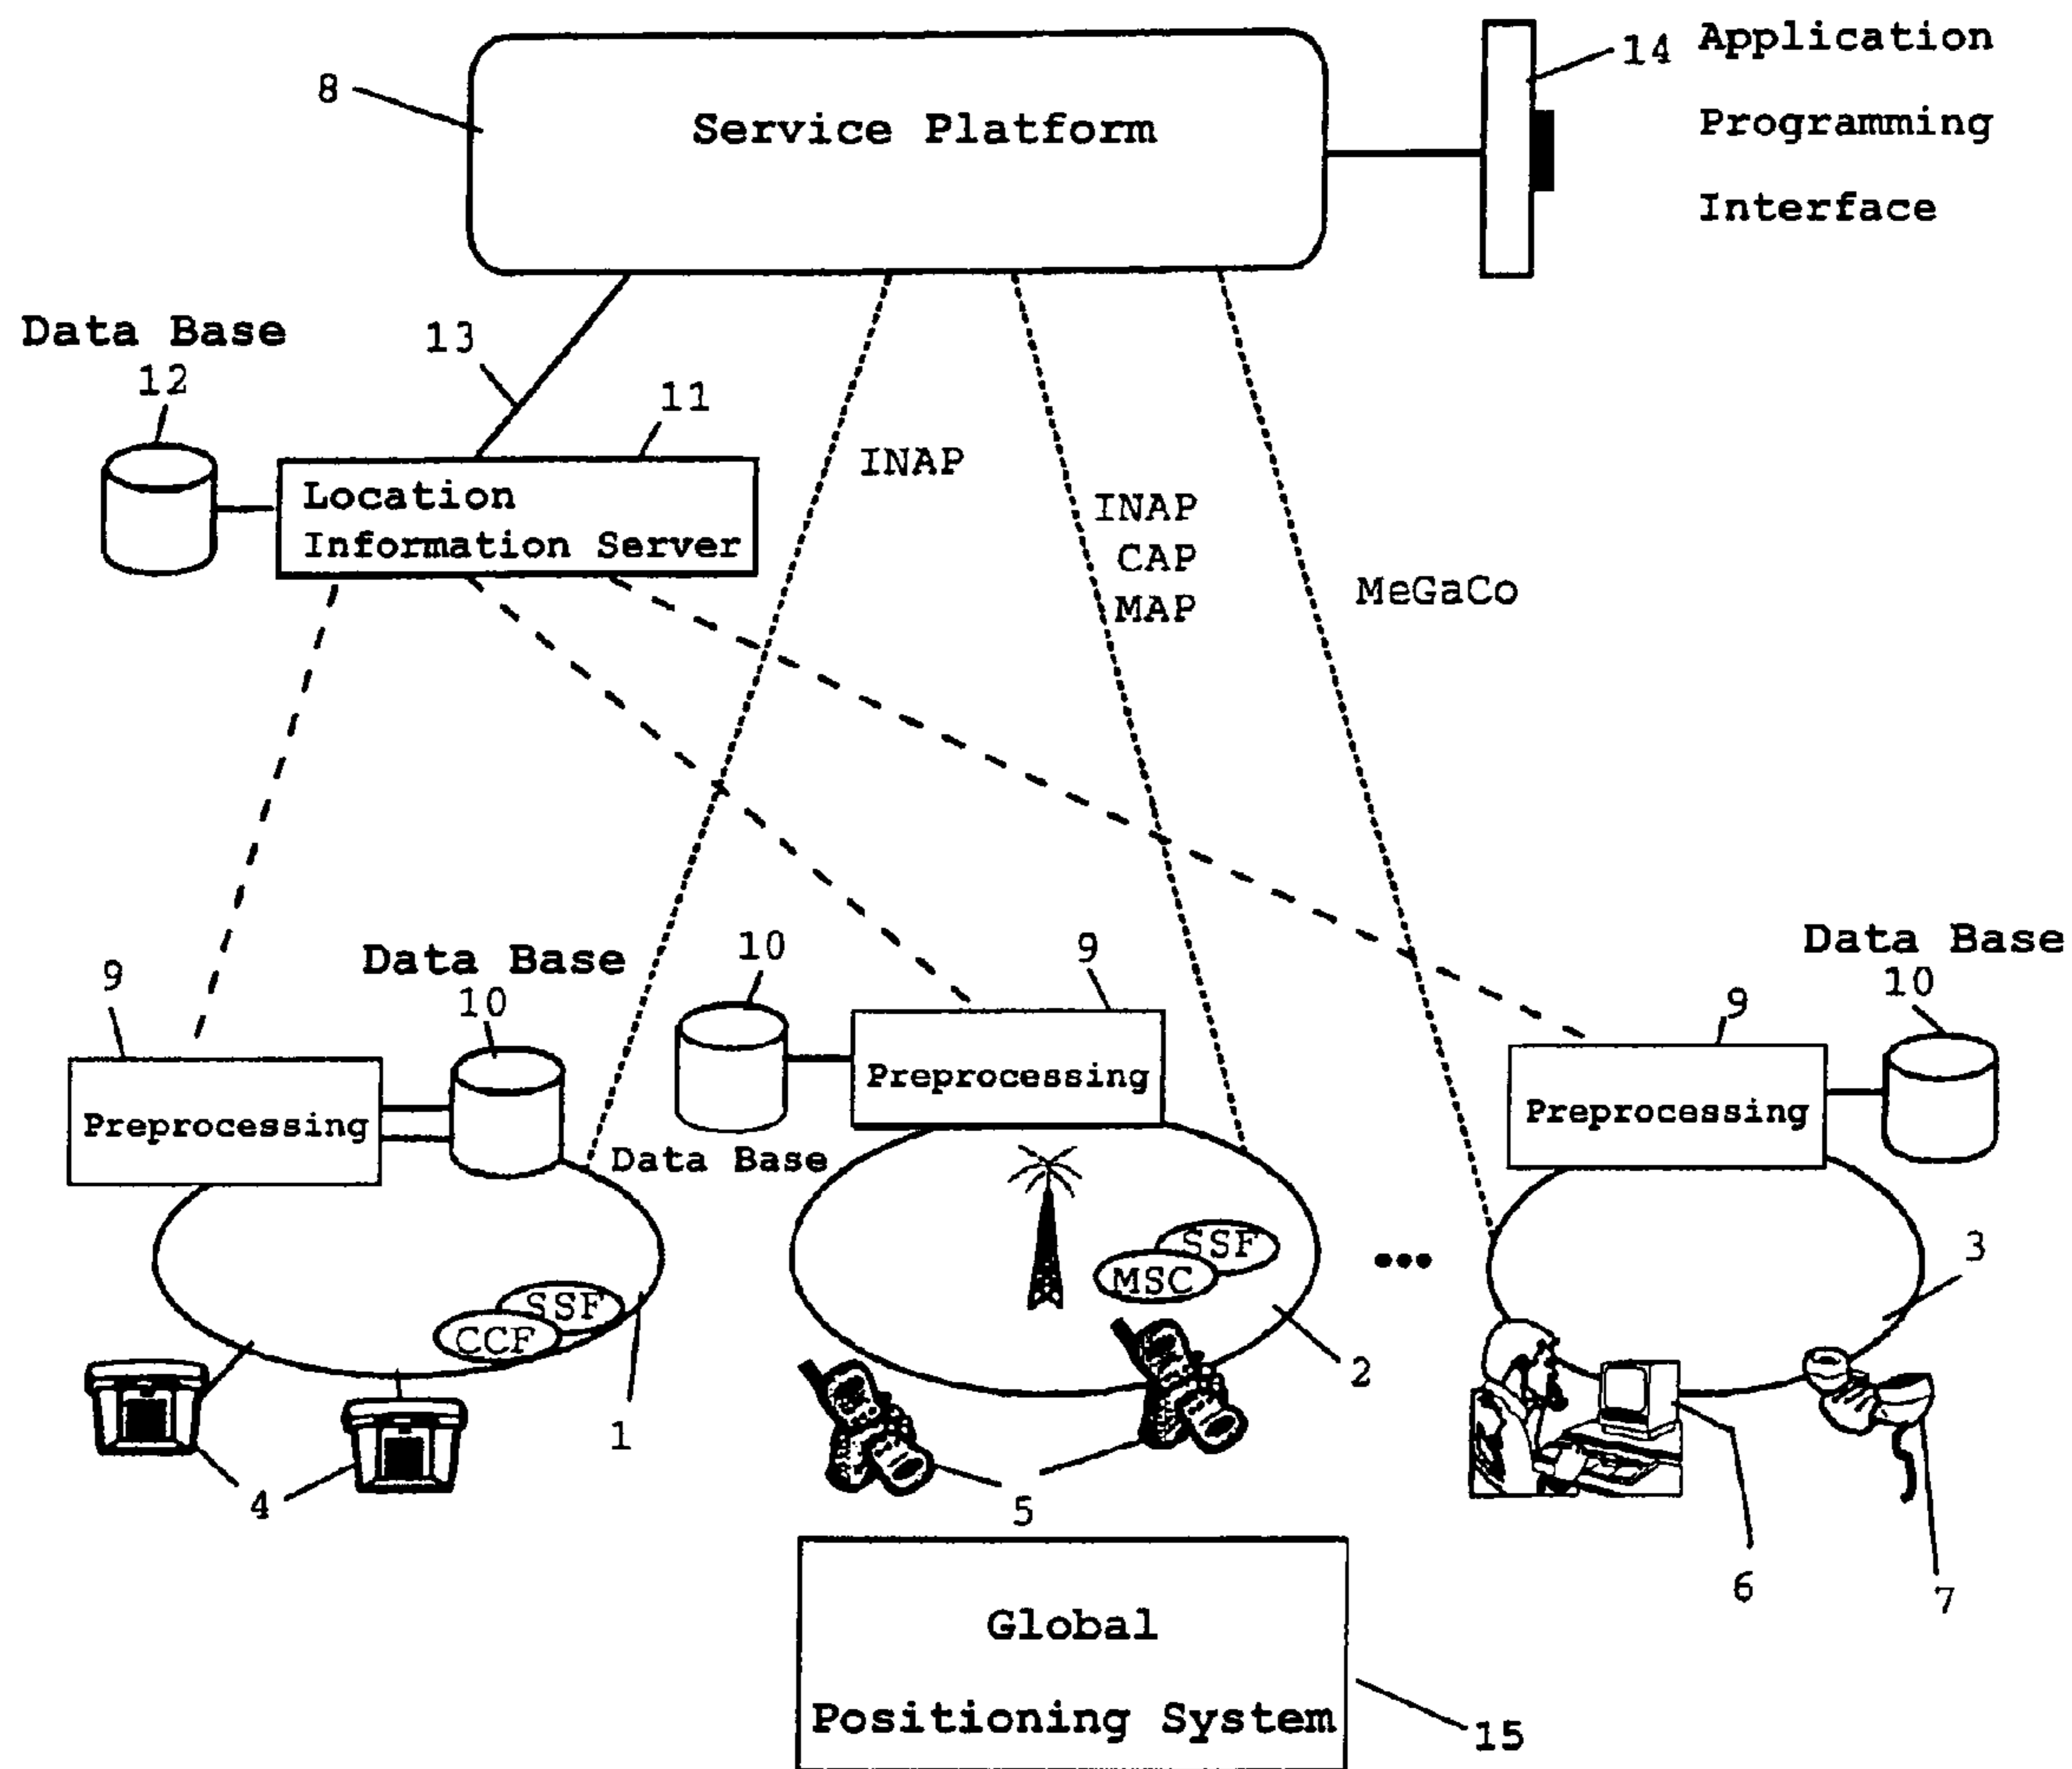 14 Application
Programming
Interface
8
Service Platform
Data Base
12
13
11
Location
Information Server
INAP
INAP
CAP
MAP
MeGaCo
9
Data Base
10
10
9
Data Base
10
9
Preprocessing
Preprocessing
Preprocessing
Data Base
SSF
CCF
SSF
MSC
3
2
1
4
5
6
7
Global
Positioning System
15